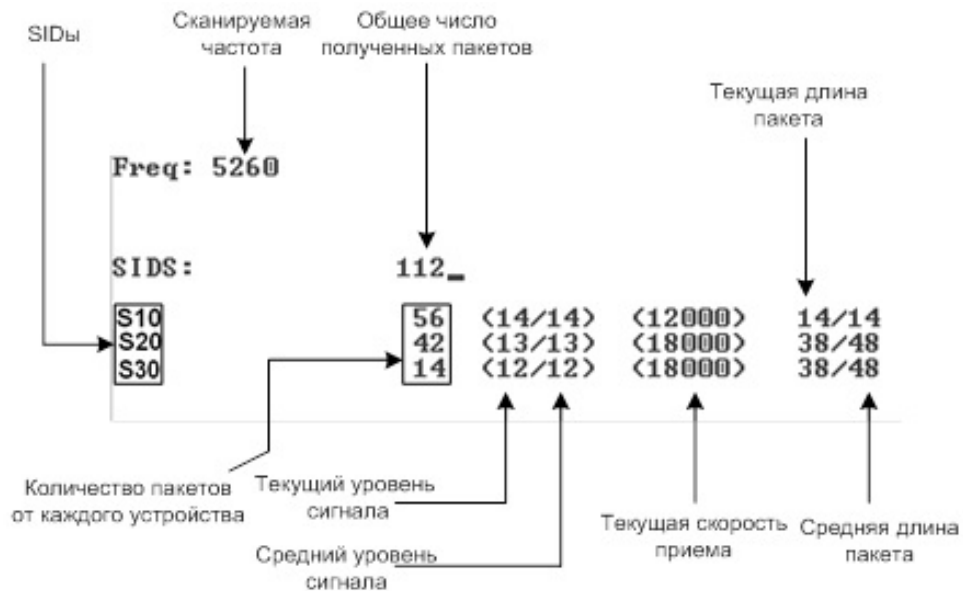 SIDы
Сканируемая
частота
Общее число
полученных пакетов
Текущая длина
пакета
Freq: 5260
SIDS: 112_
S10 56 (14/14) (12000) 14/14
S20 42 (13/13) (18000) 38/48
S30 14 (12/12) (18000) 38/48
Количество пакетов
от каждого устройства
Текущий уровень
сигнала
Средний уровень
сигнала
Текущая скорость
приема
Средняя длина
пакета